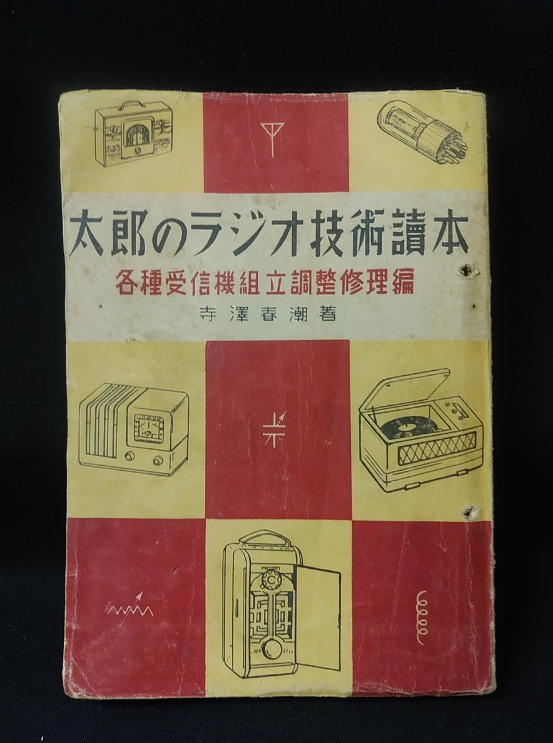 太郎のラジオ技術讀本
各種受信機組立調整修理編
寺澤春潮著